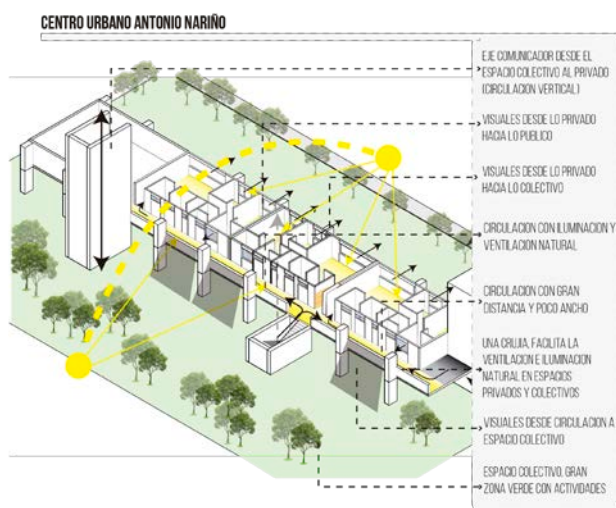 CENTRO URBANO ANTONIO NARIÑO
EJE COMUNICADOR DESDE EL
ESPACIO COLECTIVO AL PRIVADO
(CIRCULACION VERTICAL)
VISUALES DESDE LO PRIVADO
HACIA LO PUBLICO
VISUALES DESDE LO PRIVADO
HACIA LO COLECTIVO
CIRCULACION CON ILUMINACION Y
VENTILACION NATURAL
CIRCULACION CON GRAN
DISTANCIA Y POCO ANCHO
UNA CRUJIA, FACILITA LA
VENTILACION E ILUMINACION
NATURAL EN ESPACIOS
PRIVADOS Y COLECTIVOS
VISUALES DESDE CIRCULACION A
ESPACIO COLECTIVO
ESPACIO COLECTIVO, GRAN
ZONA VERDE CON ACTIVIDADES